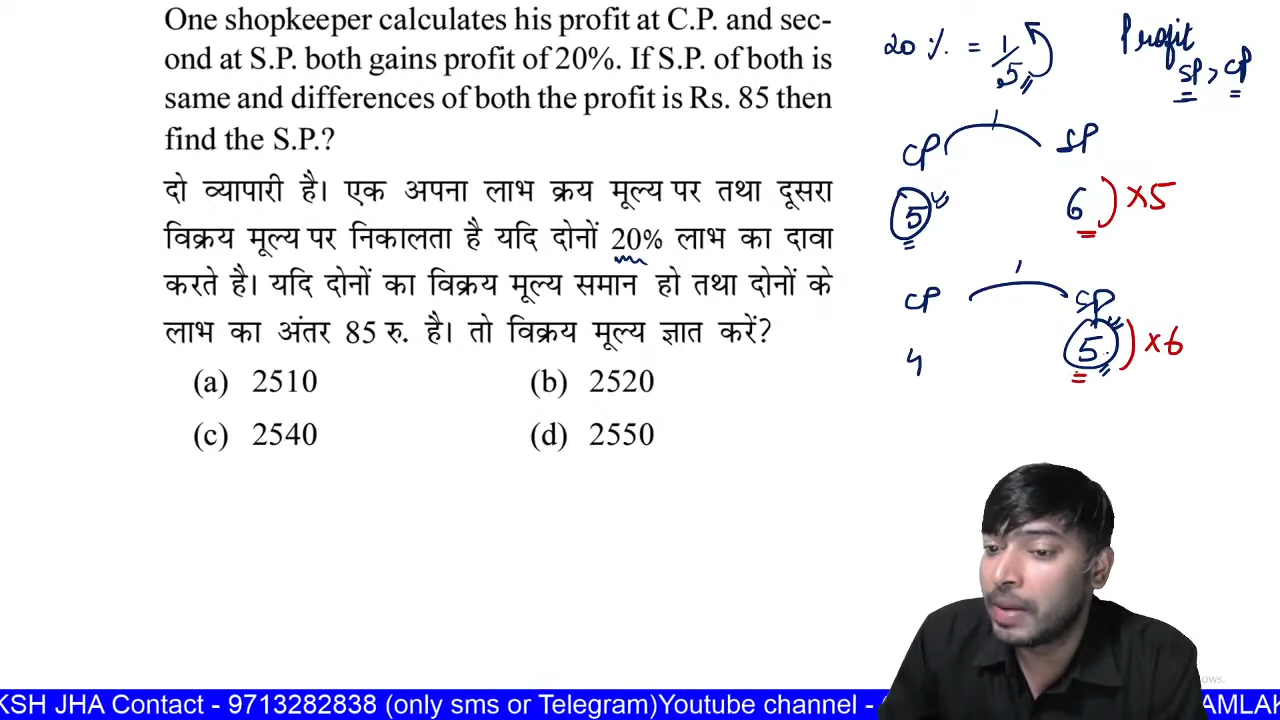 One shopkeeper calculates his profit at C.P. and sec-
ond at S.P. both gains profit of 20%. If S.P. of both is
same and differences of both the profit is Rs. 85 then
find the S.P.?
दो व्यापारी है। एक अपना लाभ क्रय मूल्य पर तथा दूसरा
विक्रय मूल्य पर निकालता है यदि दोनों 20% लाभ का दावा
करते है। यदि दोनों का विक्रय मूल्य समान हो तथा दोनों के
लाभ का अंतर 85 रु. है। तो विक्रय मूल्य ज्ञात करें?
(a) 2510 (b) 2520
(c) 2540 (d) 2550
20 % = 1/5
Profit
SP > CP
1
CP SP
5 6 ) ×5
1
CP SP
4 5 ) ×6
KSH JHA Contact - 9713282838 (only sms or Telegram)Youtube channel -
AMLAK